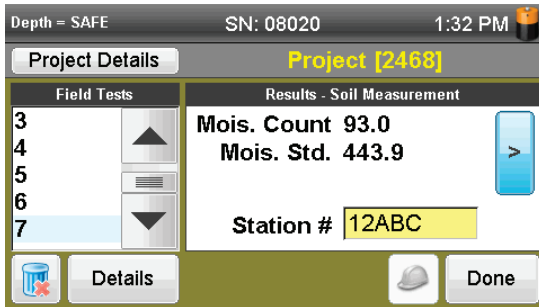 Depth = SAFE SN: 08020 1:32 PM
Project Details Project [2468]
Field Tests Results - Soil Measurement
3
4
5
6
7
Mois. Count 93.0
Mois. Std. 443.9
>
Station # 12ABC
Details Done